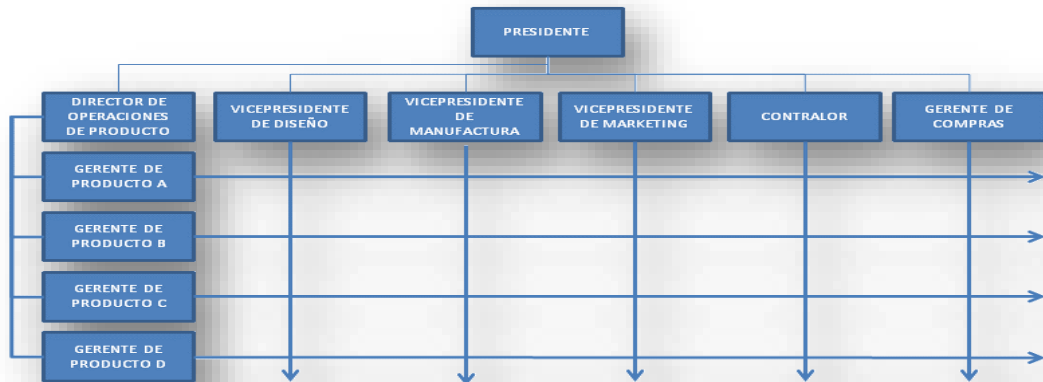 PRESIDENTE
DIRECTOR DE
OPERACIONES
DE PRODUCTO
VICEPRESIDENTE
DE DISEÑO
VICEPRESIDENTE
DE
MANUFACTURA
VICEPRESIDENTE
DE MARKETING
CONTRALOR
GERENTE DE
COMPRAS
GERENTE DE
PRODUCTO A
GERENTE DE
PRODUCTO B
GERENTE DE
PRODUCTO C
GERENTE DE
PRODUCTO D